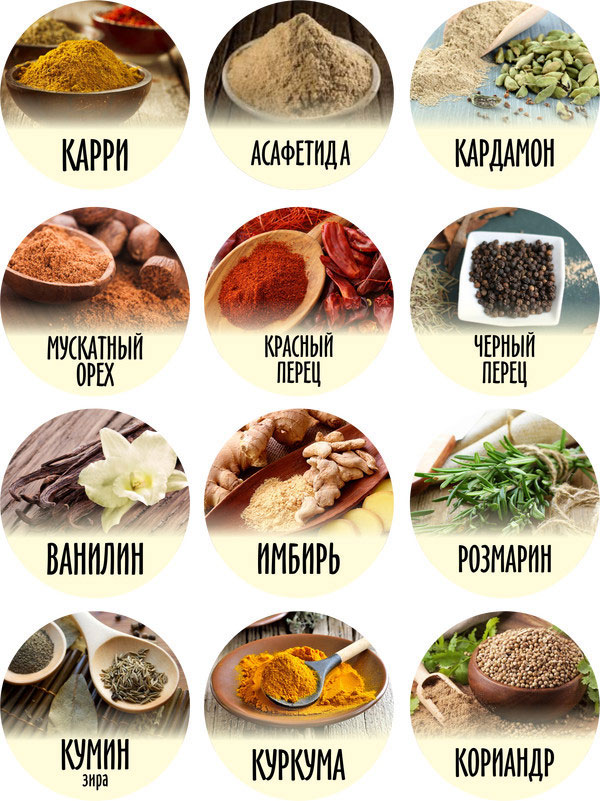 КАРРИ
АСАФЕТИДА
КАРДАМОН
МУСКАТНЫЙ
ОРЕХ
КРАСНЫЙ
ПЕРЕЦ
ЧЕРНЫЙ
ПЕРЕЦ
ВАНИЛИН
ИМБИРЬ
РОЗМАРИН
КУМИН
зира
КУРКУМА
КОРИАНДР